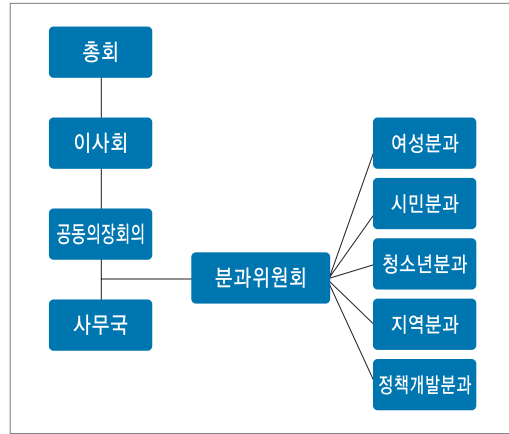 총회
이사회
공동의장회의
사무국
분과위원회
여성분과
시민분과
청소년분과
지역분과
정책개발분과